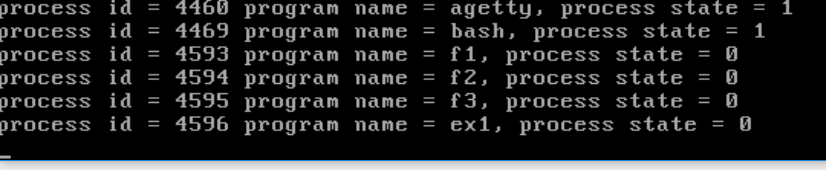 process id = 4460 program name = agetty, process state = 1
process id = 4469 program name = bash, process state = 1
process id = 4593 program name = f1, process state = 0
process id = 4594 program name = f2, process state = 0
process id = 4595 program name = f3, process state = 0
process id = 4596 program name = ex1, process state = 0